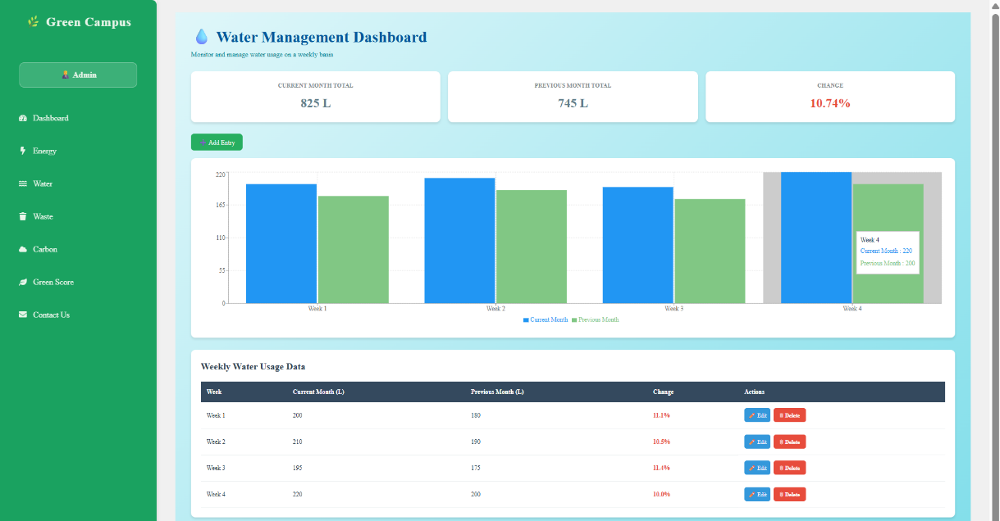 Green Campus
Admin
Dashboard
Energy
Water
Waste
Carbon
Green Score
Contact Us
Water Management Dashboard
Monitor and manage water usage on a weekly basis
CURRENT MONTH TOTAL
825 L
PREVIOUS MONTH TOTAL
745 L
CHANGE
10.74%
Add Entry
220
165
110
55
0
Week 1
Week 2
Week 3
Week 4
Week 4
Current Month : 220
Previous Month : 200
Current Month Previous Month
Weekly Water Usage Data
Week Current Month (L) Previous Month (L) Change Actions
Week 1 200 180 11.1% Edit Delete
Week 2 210 190 10.5% Edit Delete
Week 3 195 175 11.4% Edit Delete
Week 4 220 200 10.0% Edit Delete